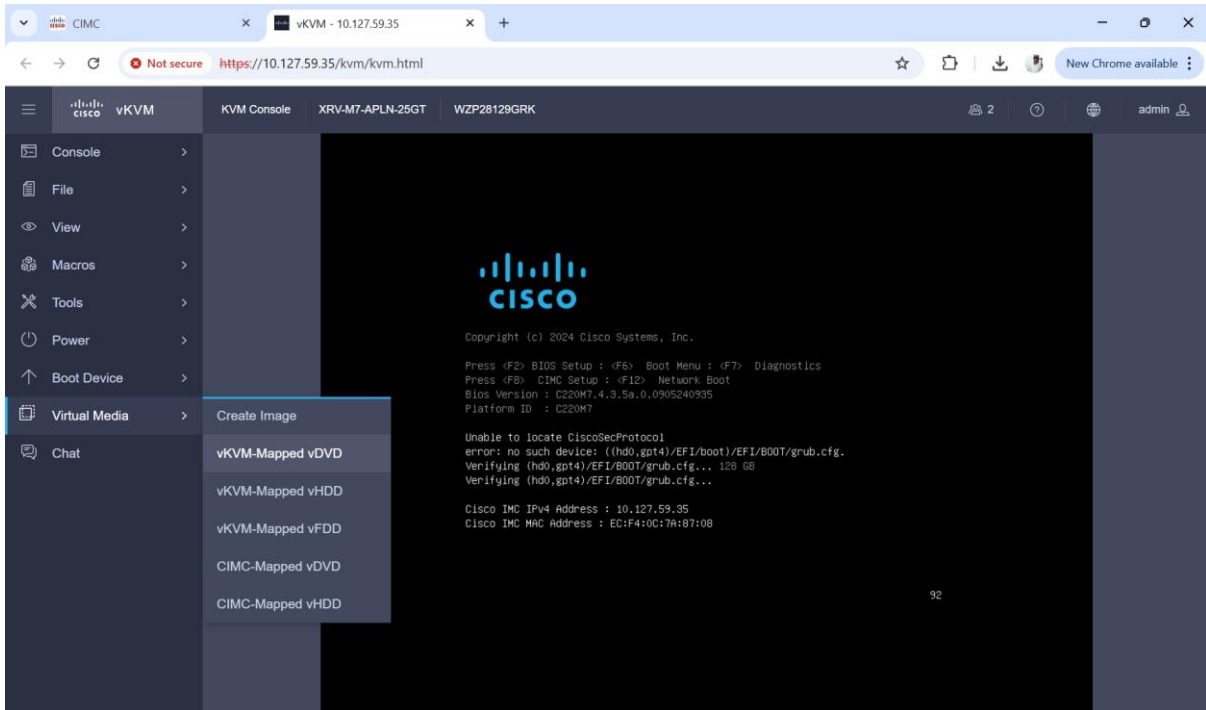 CIMC
vKVM - 10.127.59.35
Not secure https://10.127.59.35/kvm/kvm.html
New Chrome available
cisco vKVM
KVM Console
XRV-M7-APLN-25GT
WZP28129GRK
2
admin
Console
File
View
Macros
Tools
Power
Boot Device
Virtual Media
Chat
Create Image
vKVM-Mapped vDVD
vKVM-Mapped vHDD
vKVM-Mapped vFDD
CIMC-Mapped vDVD
CIMC-Mapped vHDD
CISCO
Copyright (c) 2024 Cisco Systems, Inc.
Press <F2> BIOS Setup : <F6> Boot Menu : <F7> Diagnostics
Press <F8> CIMC Setup : <F12> Network Boot
Bios Version : C220M7.4.3.5a.0.0905240935
Platform ID : C220M7
Unable to locate CiscoSecProtocol
error: no such device: ((hd0,gpt4)/EFI/boot)/EFI/BOOT/grub.cfg.
Verifying (hd0,gpt4)/EFI/BOOT/grub.cfg... 128 GB
Verifying (hd0,gpt4)/EFI/BOOT/grub.cfg...
Cisco IMC IPv4 Address : 10.127.59.35
Cisco IMC MAC Address : EC:F4:0C:7A:87:08
92